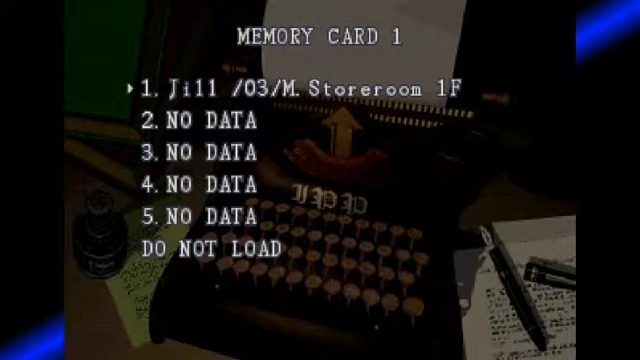 MEMORY CARD 1
1. Jill /03/M. Storeroom 1F
2. NO DATA
3. NO DATA
4. NO DATA
5. NO DATA
DO NOT LOAD